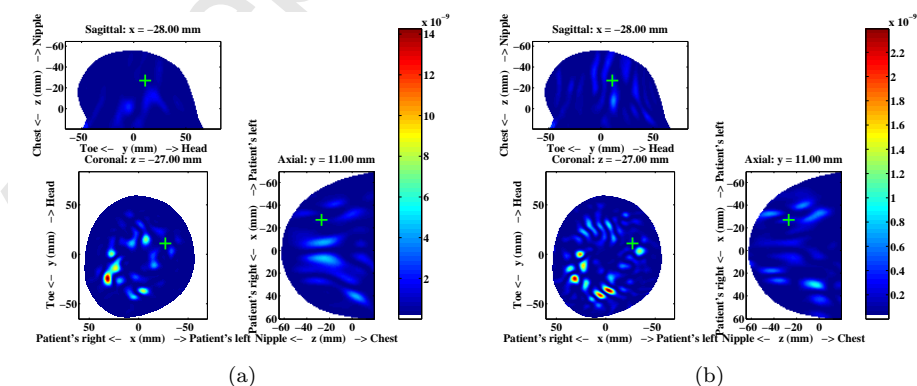 x 10⁻⁹
Sagittal: x = −28.00 mm
Chest <− z (mm) −> Nipple
−60
−40
−20
0
−50 0 50
Toe <− y (mm) −> Head
Coronal: z = −27.00 mm
Toe <− y (mm) −> Head
50
0
−50
50 0 −50
Patient's right <− x (mm) −> Patient's left
Axial: y = 11.00 mm
Patient's right <− x (mm) −> Patient's left
−60
−40
−20
0
20
40
60
−60 −40 −20 0
Nipple <− z (mm) −> Chest
14
12
10
8
6
4
2
(a)
x 10⁻⁹
Sagittal: x = −28.00 mm
Chest <− z (mm) −> Nipple
−60
−40
−20
0
−50 0 50
Toe <− y (mm) −> Head
Coronal: z = −27.00 mm
Toe <− y (mm) −> Head
50
0
−50
50 0 −50
Patient's right <− x (mm) −> Patient's left
Axial: y = 11.00 mm
Patient's right <− x (mm) −> Patient's left
−60
−40
−20
0
20
40
60
−60 −40 −20 0
Nipple <− z (mm) −> Chest
2.2
2
1.8
1.6
1.4
1.2
1
0.8
0.6
0.4
0.2
(b)